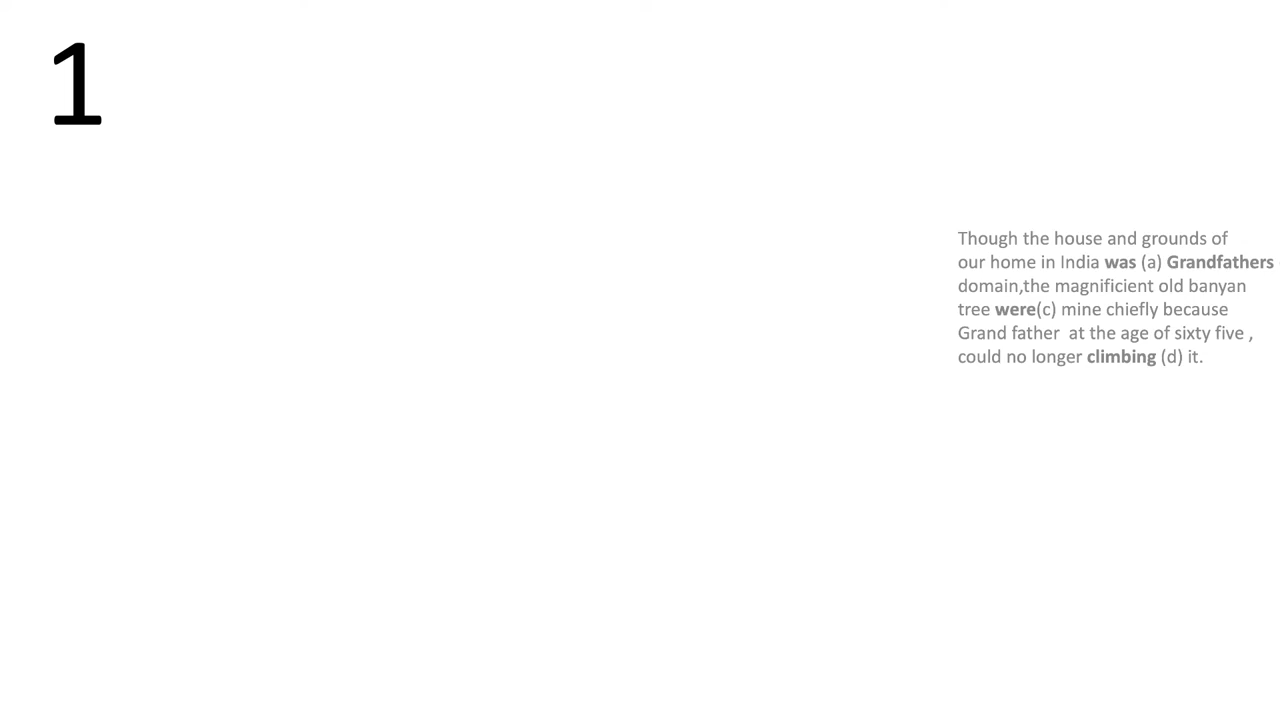 1
Though the house and grounds of
our home in India was (a) Grandfathers
domain,the magnificient old banyan
tree were(c) mine chiefly because
Grand father  at the age of sixty five ,
could no longer climbing (d) it.